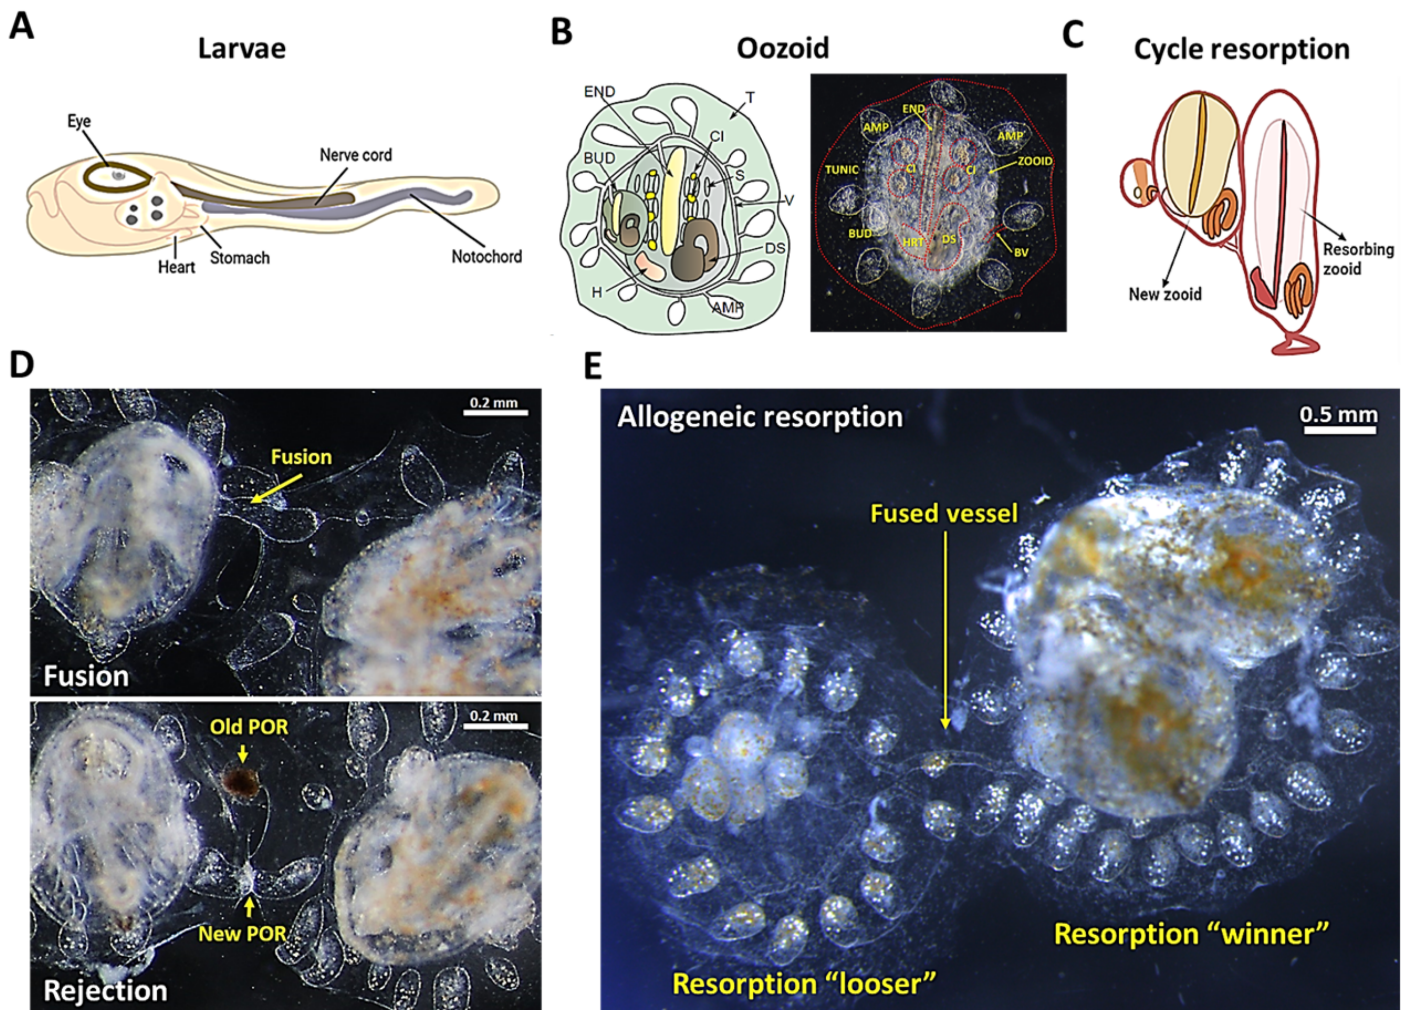 A
Larvae
Eye
Nerve cord
Heart
Stomach
Notochord
B
Oozoid
END
T
CI
BUD
S
V
DS
H
AMP
END
AMP
AMP
CI
CI
ZOOID
TUNIC
BUD
HRT
DS
BV
C
Cycle resorption
Resorbing
zooid
New zooid
D
0.2 mm
Fusion
Fusion
Old POR
0.2 mm
New POR
Rejection
E
Allogeneic resorption
0.5 mm
Fused vessel
Resorption “winner”
Resorption “looser”